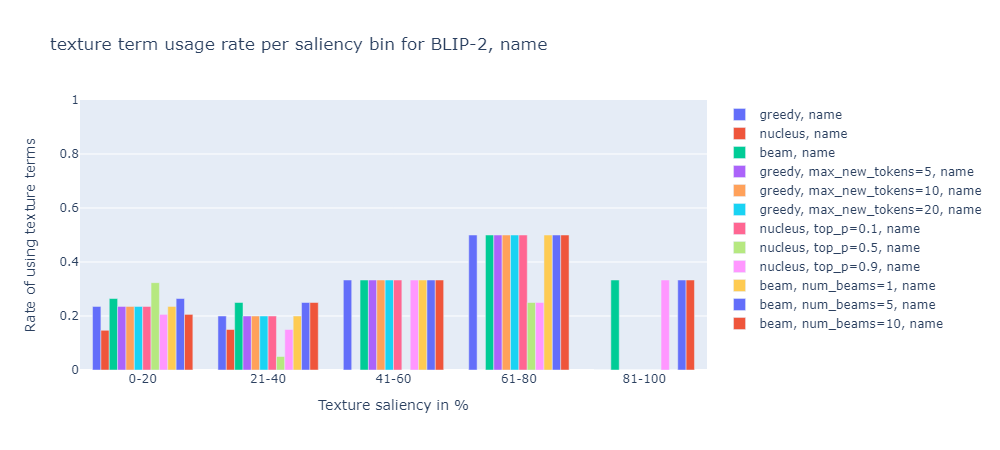 texture term usage rate per saliency bin for BLIP-2, name
Rate of using texture terms
1
0.8
0.6
0.4
0.2
0
0-20
21-40
41-60
61-80
81-100
Texture saliency in %
greedy, name
nucleus, name
beam, name
greedy, max_new_tokens=5, name
greedy, max_new_tokens=10, name
greedy, max_new_tokens=20, name
nucleus, top_p=0.1, name
nucleus, top_p=0.5, name
nucleus, top_p=0.9, name
beam, num_beams=1, name
beam, num_beams=5, name
beam, num_beams=10, name